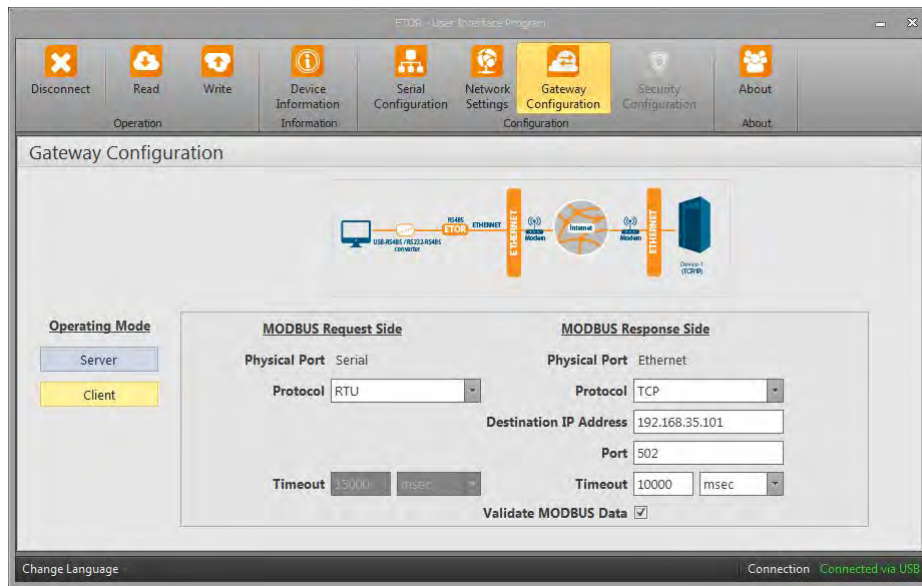 ETOR - User Interface Program
Disconnect
Read
Write
Device Information
Serial Configuration
Network Settings
Gateway Configuration
Security Configuration
About
Operation
Information
Configuration
About
Gateway Configuration
USB-RS485 / RS232-RS485 converter
RS485
ETOR
ETHERNET
ETHERNET
Modem
Internet
Modem
ETHERNET
Device-1
(TCP/IP)
Operating Mode
Server
Client
MODBUS Request Side
Physical Port Serial
Protocol RTU
Timeout 15000 msec
MODBUS Response Side
Physical Port Ethernet
Protocol TCP
Destination IP Address 192.168.35.101
Port 502
Timeout 10000 msec
Validate MODBUS Data
Change Language
Connection Connected via USB